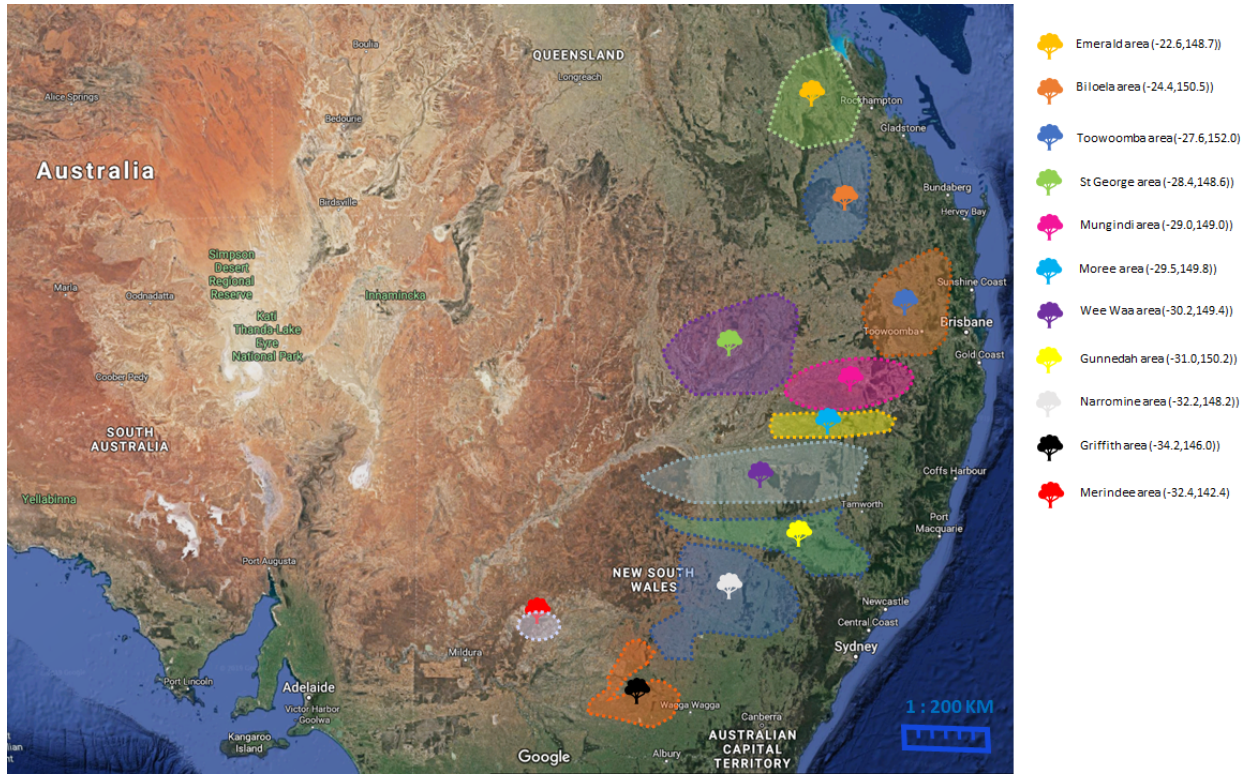 Boulia
QUEENSLAND
Longreach
Alice Springs
Bedourie
Rockhampton
Gladstone
Australia
Birdsville
Bundaberg
Hervey Bay
Simpson
Desert
Regional
Reserve
Marla
Oodnadatta
Innamincka
Sunshine Coast
Kati
Thanda-Lake
Eyre
National Park
Toowoomba
Brisbane
Gold Coast
Coober Pedy
SOUTH
AUSTRALIA
Coffs Harbour
Yellabinna
Tamworth
Port
Macquarie
Port Augusta
NEW SOUTH
WALES
Newcastle
Central Coast
Mildura
Sydney
Port Lincoln
Adelaide
Victor Harbor
Goolwa
Wagga Wagga
1 : 200 KM
Canberra
Kangaroo
Island
Google
Albury
AUSTRALIAN
CAPITAL
TERRITORY
Emerald area (-22.6,148.7))
Biloela area (-24.4,150.5))
Toowoomba area (-27.6,152.0)
St George area (-28.4,148.6))
Mungindi area (-29.0,149.0))
Moree area (-29.5,149.8))
Wee Waa area (-30.2,149.4))
Gunnedah area (-31.0,150.2))
Narromine area (-32.2,148.2))
Griffith area (-34.2,146.0))
Merindee area (-32.4,142.4)